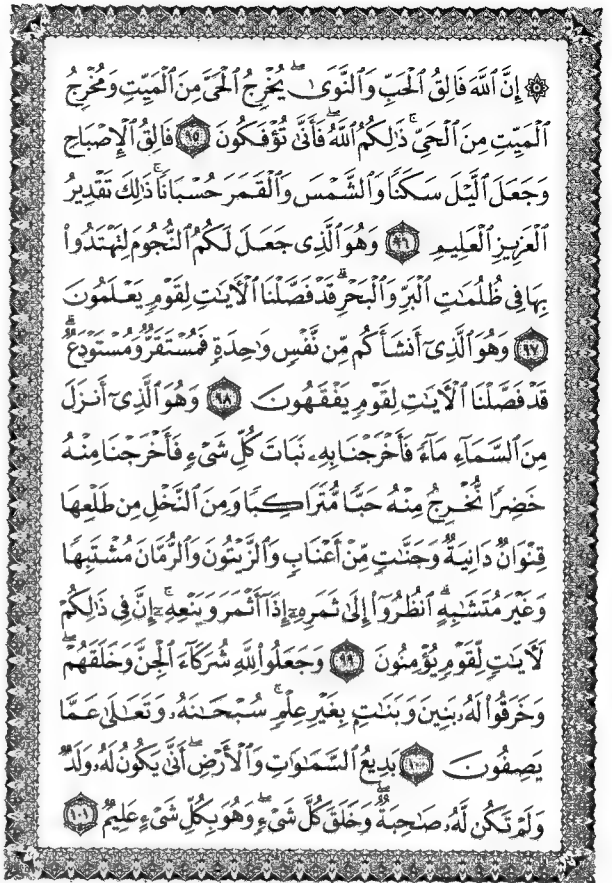 ۞ إِنَّ ٱللَّهَ فَالِقُ ٱلْحَبِّ وَٱلنَّوَىٰ ۖ يُخْرِجُ ٱلْحَىَّ مِنَ ٱلْمَيِّتِ وَمُخْرِجُ
ٱلْمَيِّتِ مِنَ ٱلْحَىِّ ۚ ذَٰلِكُمُ ٱللَّهُ ۖ فَأَنَّىٰ تُؤْفَكُونَ ٩٥ فَالِقُ ٱلْإِصْبَاحِ
وَجَعَلَ ٱلَّيْلَ سَكَنًا وَٱلشَّمْسَ وَٱلْقَمَرَ حُسْبَانًا ۚ ذَٰلِكَ تَقْدِيرُ
ٱلْعَزِيزِ ٱلْعَلِيمِ ٩٦ وَهُوَ ٱلَّذِى جَعَلَ لَكُمُ ٱلنُّجُومَ لِتَهْتَدُوا۟
بِهَا فِى ظُلُمَٰتِ ٱلْبَرِّ وَٱلْبَحْرِ ۗ قَدْ فَصَّلْنَا ٱلْءَايَٰتِ لِقَوْمٍ يَعْلَمُونَ
٩٧ وَهُوَ ٱلَّذِىٓ أَنشَأَكُم مِّن نَّفْسٍ وَٰحِدَةٍ فَمُسْتَقَرٌّ وَمُسْتَوْدَعٌ ۗ
قَدْ فَصَّلْنَا ٱلْءَايَٰتِ لِقَوْمٍ يَفْقَهُونَ ٩٨ وَهُوَ ٱلَّذِىٓ أَنزَلَ
مِنَ ٱلسَّمَآءِ مَآءً فَأَخْرَجْنَا بِهِۦ نَبَاتَ كُلِّ شَىْءٍ فَأَخْرَجْنَا مِنْهُ
خَضِرًا نُّخْرِجُ مِنْهُ حَبًّا مُّتَرَاكِبًا وَمِنَ ٱلنَّخْلِ مِن طَلْعِهَا
قِنْوَانٌ دَانِيَةٌ وَجَنَّٰتٍ مِّنْ أَعْنَابٍ وَٱلزَّيْتُونَ وَٱلرُّمَّانَ مُشْتَبِهًا
وَغَيْرَ مُتَشَٰبِهٍ ۗ ٱنظُرُوٓا۟ إِلَىٰ ثَمَرِهِۦٓ إِذَآ أَثْمَرَ وَيَنْعِهِۦٓ ۚ إِنَّ فِى ذَٰلِكُمْ
لَءَايَٰتٍ لِّقَوْمٍ يُؤْمِنُونَ ٩٩ وَجَعَلُوا۟ لِلَّهِ شُرَكَآءَ ٱلْجِنَّ وَخَلَقَهُمْ ۖ
وَخَرَقُوا۟ لَهُۥ بَنِينَ وَبَنَٰتٍۭ بِغَيْرِ عِلْمٍ ۚ سُبْحَٰنَهُۥ وَتَعَٰلَىٰ عَمَّا
يَصِفُونَ ١٠٠ بَدِيعُ ٱلسَّمَٰوَٰتِ وَٱلْأَرْضِ ۖ أَنَّىٰ يَكُونُ لَهُۥ وَلَدٌ
وَلَمْ تَكُن لَّهُۥ صَٰحِبَةٌ ۖ وَخَلَقَ كُلَّ شَىْءٍ ۖ وَهُوَ بِكُلِّ شَىْءٍ عَلِيمٌ ١٠١